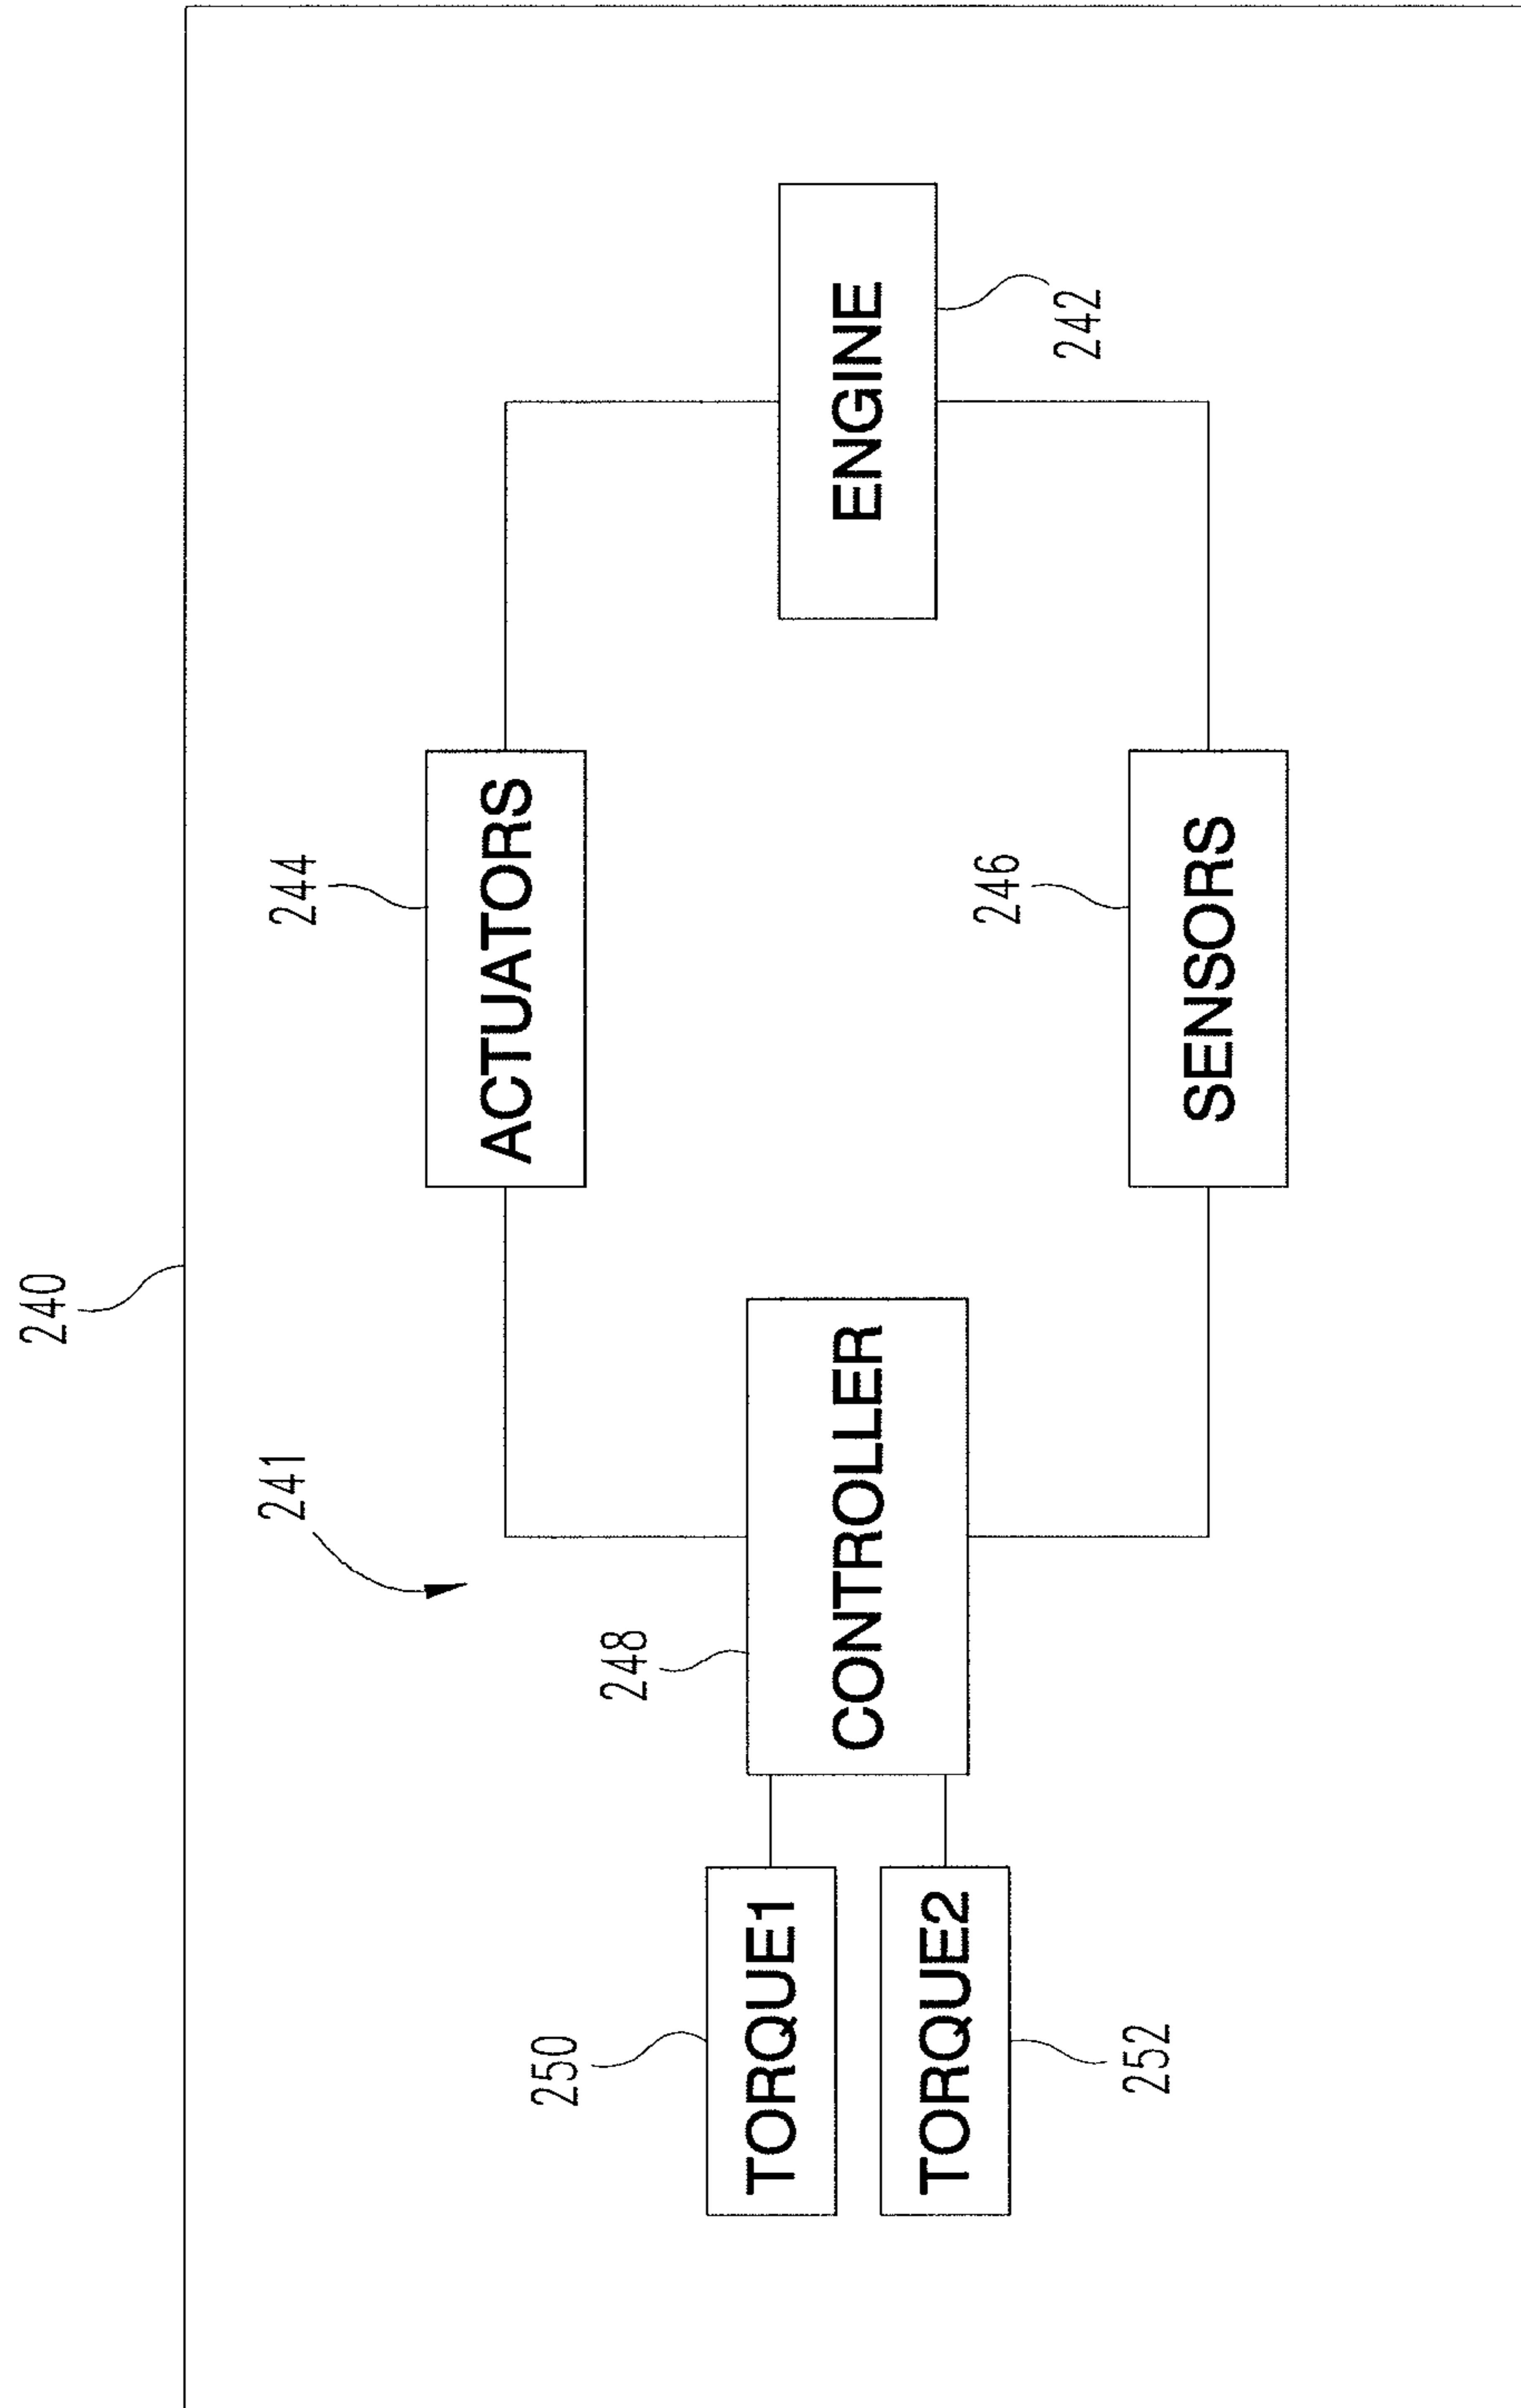 240
241
244
ACTUATORS
250
TORQUE1
248
CONTROLLER
ENGINE
242
TORQUE2
252
246
SENSORS